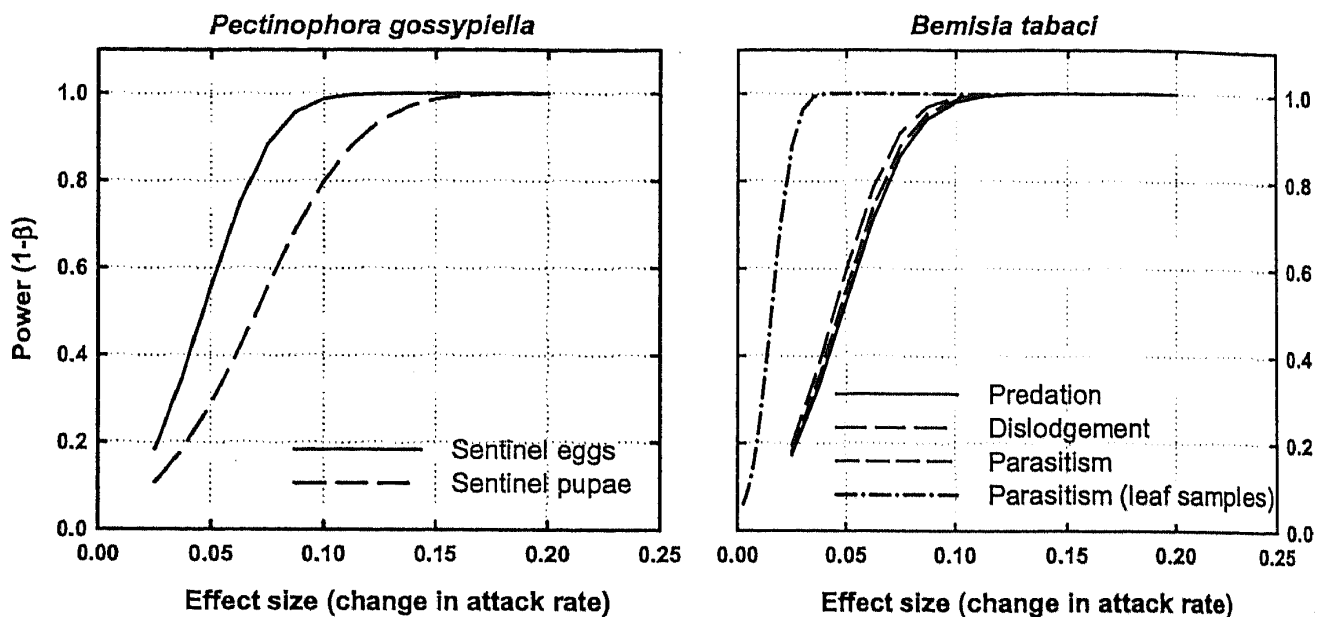 Pectinophora gossypiella
Bemisia tabaci
Power (1-β)
1.0
0.8
0.6
0.4
0.2
0.0
Sentinel eggs
Sentinel pupae
0.00 0.05 0.10 0.15 0.20 0.25
Effect size (change in attack rate)
Predation
Dislodgement
Parasitism
Parasitism (leaf samples)
1.0
0.8
0.6
0.4
0.2
0.0
0.00 0.05 0.10 0.15 0.20 0.25
Effect size (change in attack rate)